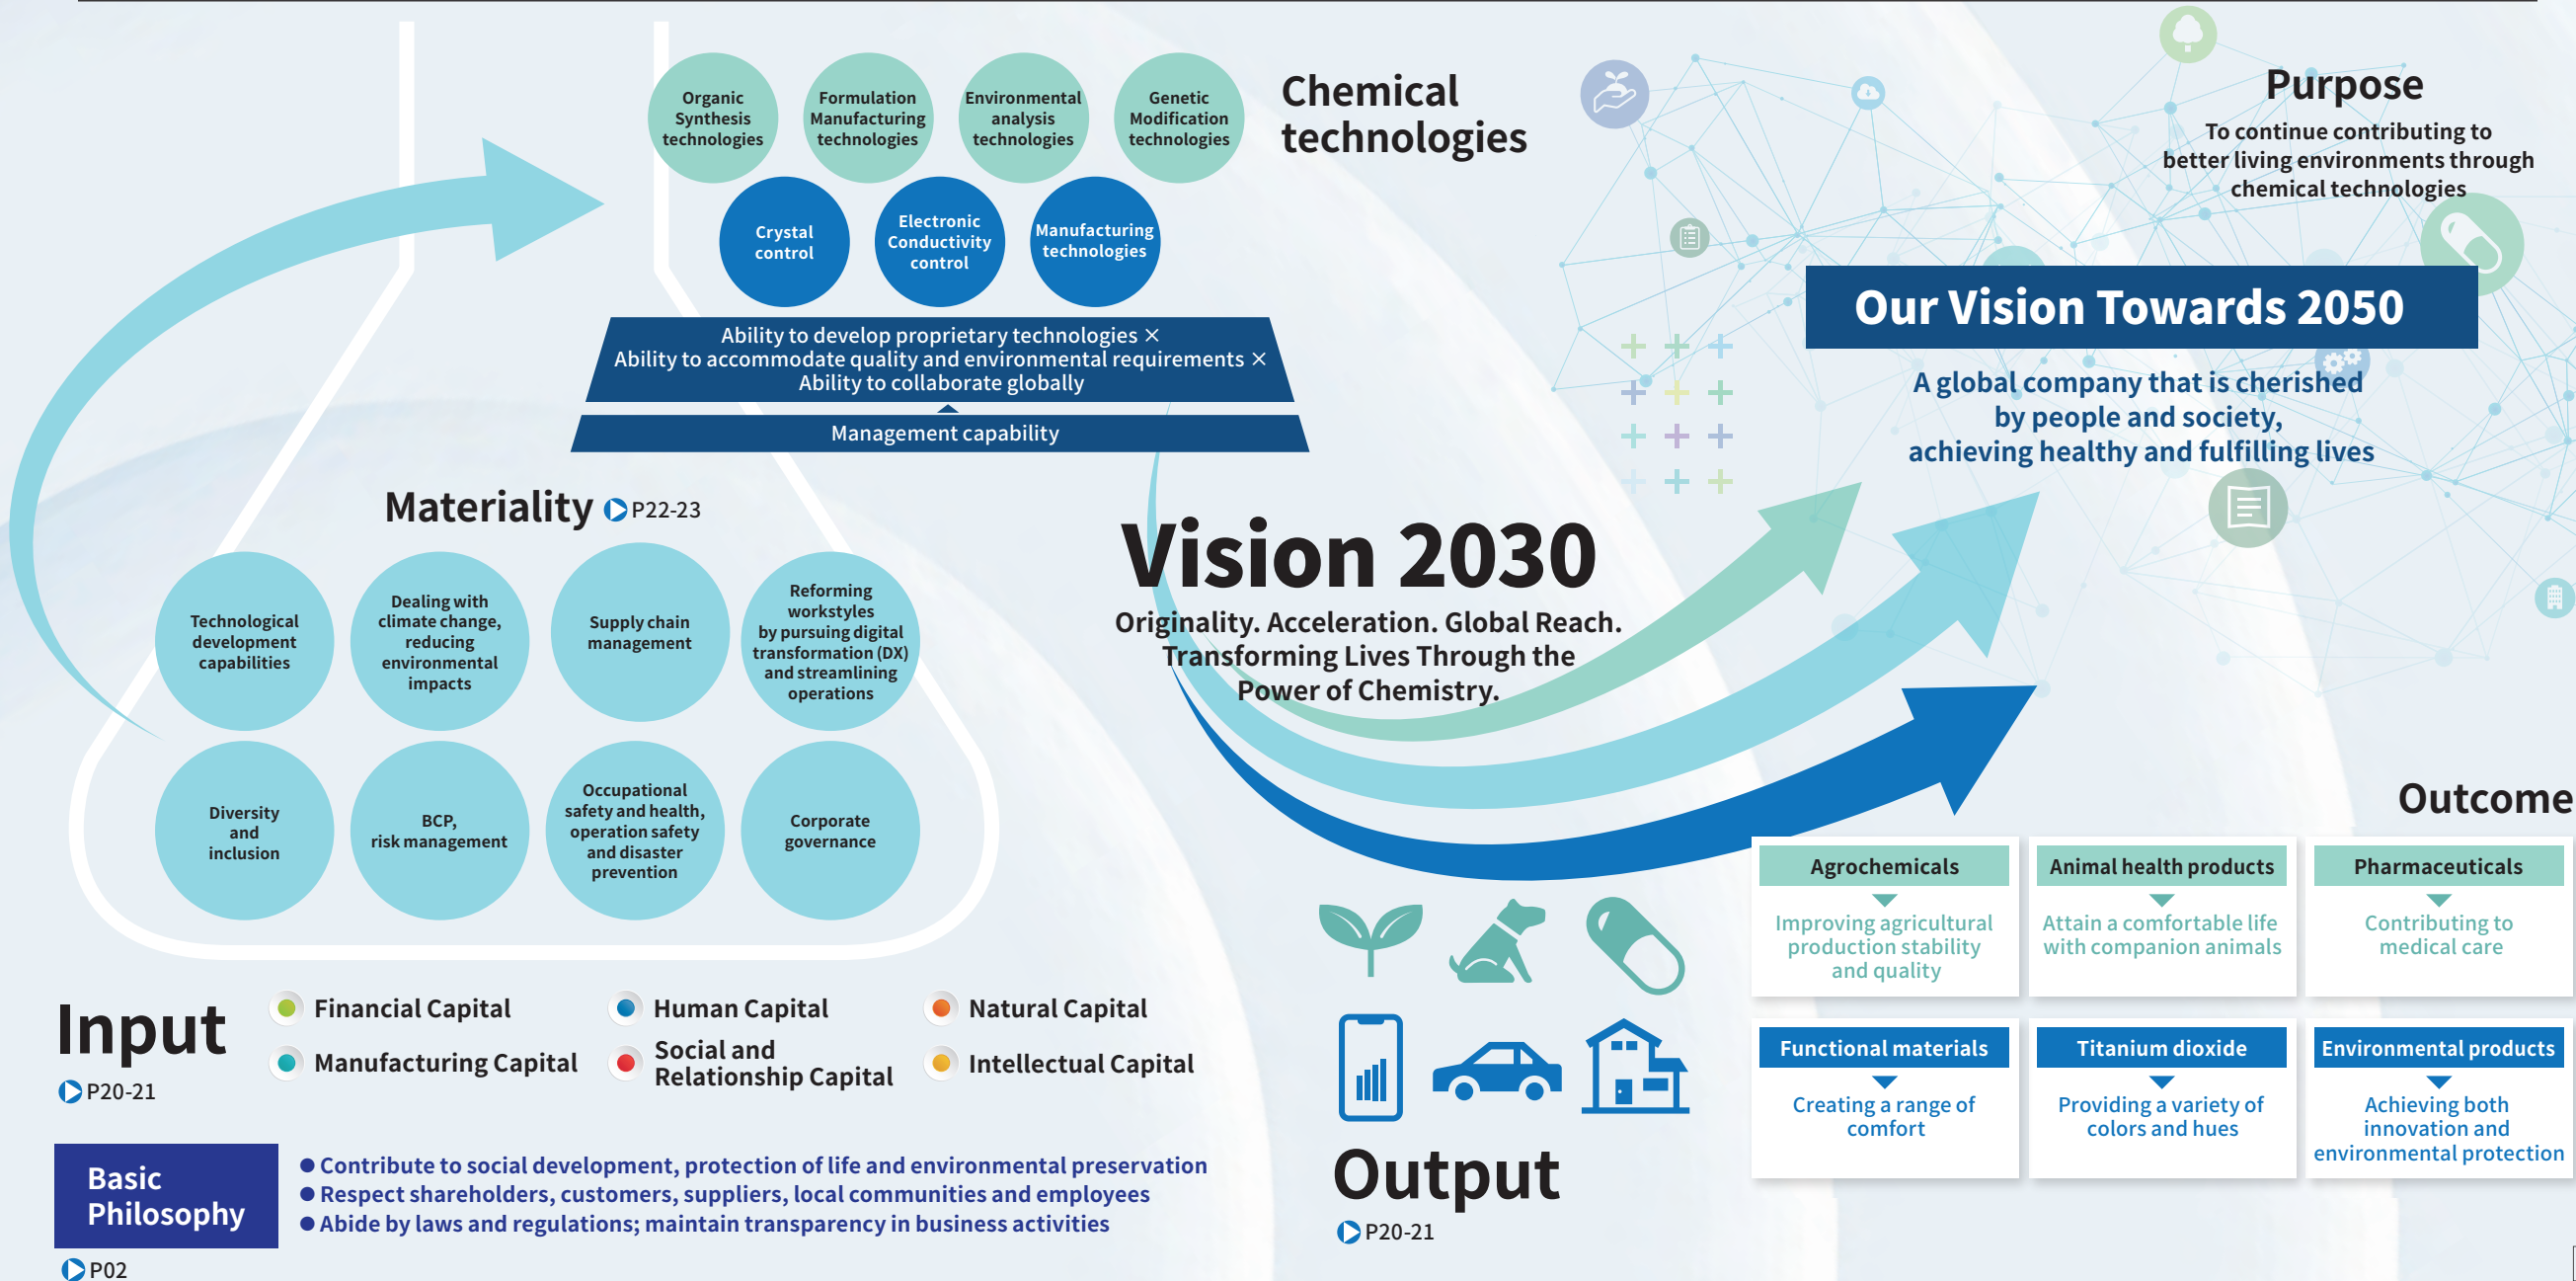 Organic
Synthesis
technologies
Formulation
Manufacturing
technologies
Environmental
analysis
technologies
Genetic
Modification
technologies
Chemical
technologies
Crystal
control
Electronic
Conductivity
control
Manufacturing
technologies
Ability to develop proprietary technologies ×
Ability to accommodate quality and environmental requirements ×
Ability to collaborate globally
Management capability
Purpose
To continue contributing to
better living environments through
chemical technologies
Our Vision Towards 2050
A global company that is cherished
by people and society,
achieving healthy and fulfilling lives
Materiality P22-23
Technological
development
capabilities
Dealing with
climate change,
reducing
environmental
impacts
Supply chain
management
Reforming
workstyles
by pursuing digital
transformation (DX)
and streamlining
operations
Diversity
and
inclusion
BCP,
risk management
Occupational
safety and health,
operation safety
and disaster
prevention
Corporate
governance
Vision 2030
Originality. Acceleration. Global Reach.
Transforming Lives Through the
Power of Chemistry.
Input
P20-21
Financial Capital
Human Capital
Natural Capital
Manufacturing Capital
Social and
Relationship Capital
Intellectual Capital
Basic
Philosophy
P02
● Contribute to social development, protection of life and environmental preservation
● Respect shareholders, customers, suppliers, local communities and employees
● Abide by laws and regulations; maintain transparency in business activities
Output
P20-21
Outcome
Agrochemicals
Improving agricultural
production stability
and quality
Animal health products
Attain a comfortable life
with companion animals
Pharmaceuticals
Contributing to
medical care
Functional materials
Creating a range of
comfort
Titanium dioxide
Providing a variety of
colors and hues
Environmental products
Achieving both
innovation and
environmental protection